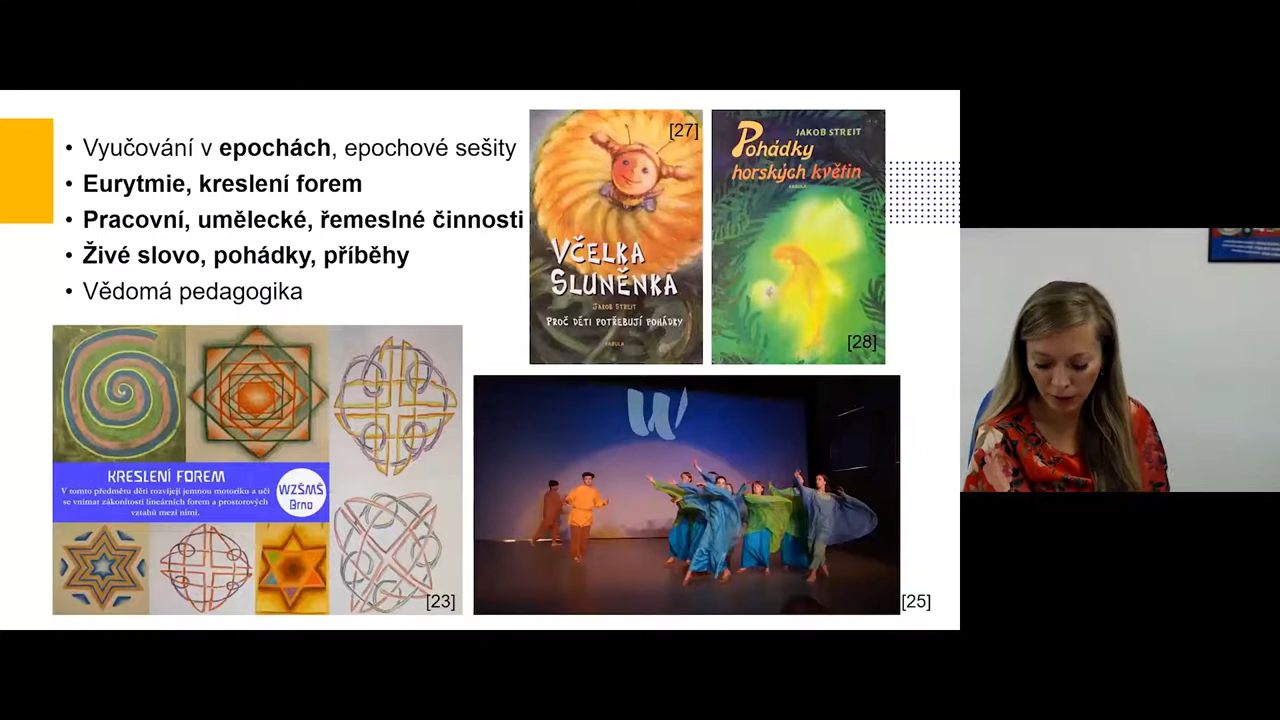 • Vyučování v epochách, epochové sešity
• Eurytmie, kreslení forem
• Pracovní, umělecké, řemeslné činnosti
• Živé slovo, pohádky, příběhy
• Vědomá pedagogika
[27]
VČELKA
SLUNĚNKA
JAKOB STREIT
PROČ DĚTI POTŘEBUJÍ POHÁDKY
FABULA
JAKOB STREIT
Pohádky
horských květin
FABULA
[28]
KRESLENÍ FOREM
V tomto předmětu děti rozvíjejí jemnou motoriku a učí
se vnímat zákonitosti lineárních forem a prostorových
vztahů mezi nimi.
WZŠMŠ
Brno
[23]
W
[25]